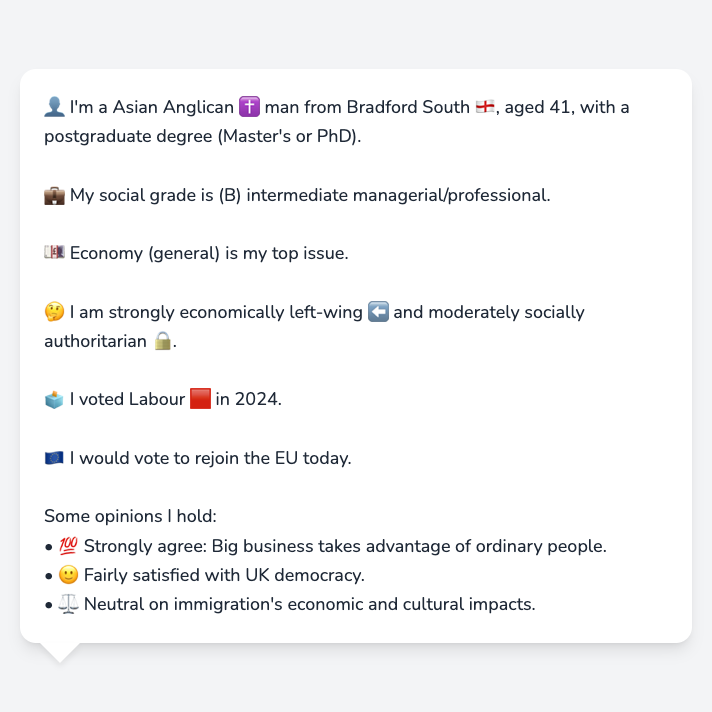 👤 I'm a Asian Anglican ✝️ man from Bradford South 🏴󠁧󠁢󠁥󠁮󠁧󠁿, aged 41, with a
postgraduate degree (Master's or PhD).
💼 My social grade is (B) intermediate managerial/professional.
💷 Economy (general) is my top issue.
🤔 I am strongly economically left-wing ⬅️ and moderately socially
authoritarian 🔒.
🗳️ I voted Labour 🟥 in 2024.
🇪🇺 I would vote to rejoin the EU today.
Some opinions I hold:
• 💯 Strongly agree: Big business takes advantage of ordinary people.
• 🙂 Fairly satisfied with UK democracy.
• ⚖️ Neutral on immigration's economic and cultural impacts.